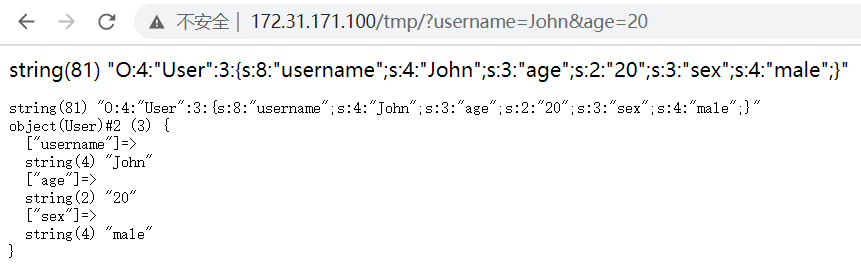 不安全 | 172.31.171.100/tmp/?username=John&age=20
string(81) "O:4:"User":3:{s:8:"username";s:4:"John";s:3:"age";s:2:"20";s:3:"sex";s:4:"male";}"
string(81) "O:4:"User":3:{s:8:"username";s:4:"John";s:3:"age";s:2:"20";s:3:"sex";s:4:"male";}"
object(User)#2 (3) {
  ["username"]=>
  string(4) "John"
  ["age"]=>
  string(2) "20"
  ["sex"]=>
  string(4) "male"
}